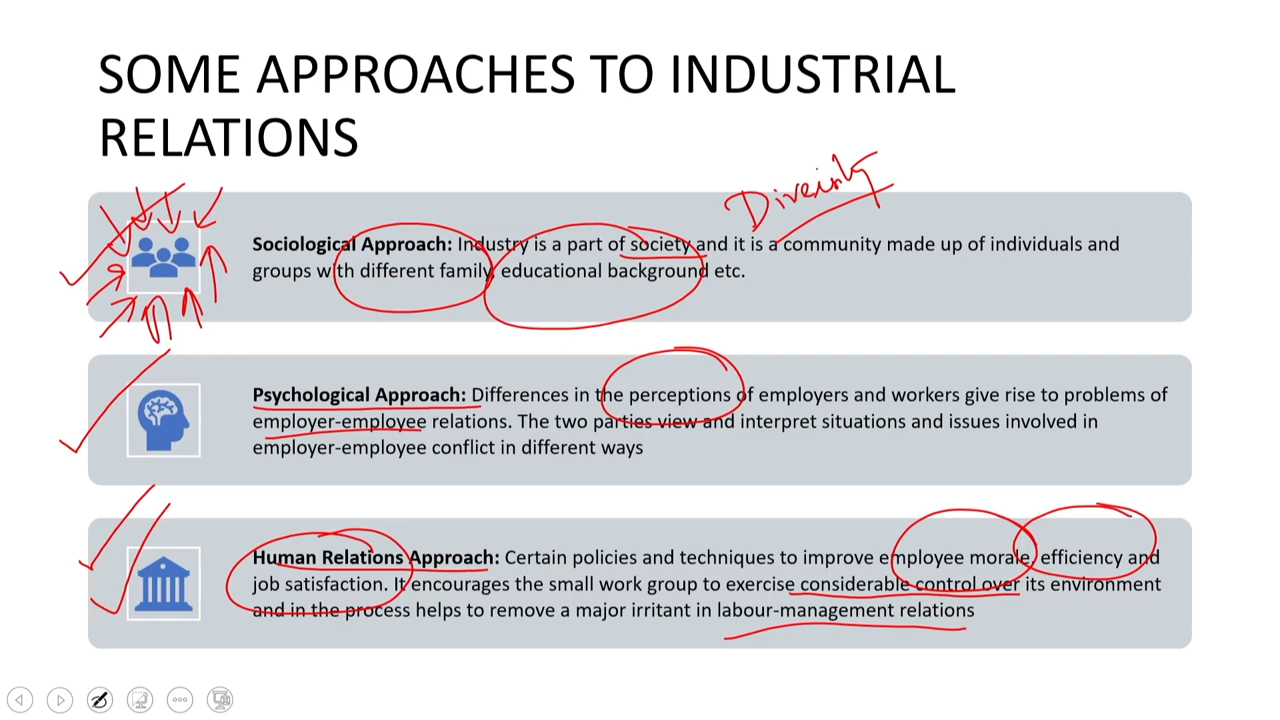 SOME APPROACHES TO INDUSTRIAL
RELATIONS
Diversity
Sociological Approach: Industry is a part of society and it is a community made up of individuals and
groups with different family, educational background etc.
Psychological Approach: Differences in the perceptions of employers and workers give rise to problems of
employer-employee relations. The two parties view and interpret situations and issues involved in
employer-employee conflict in different ways
Human Relations Approach: Certain policies and techniques to improve employee morale, efficiency and
job satisfaction. It encourages the small work group to exercise considerable control over its environment
and in the process helps to remove a major irritant in labour-management relations